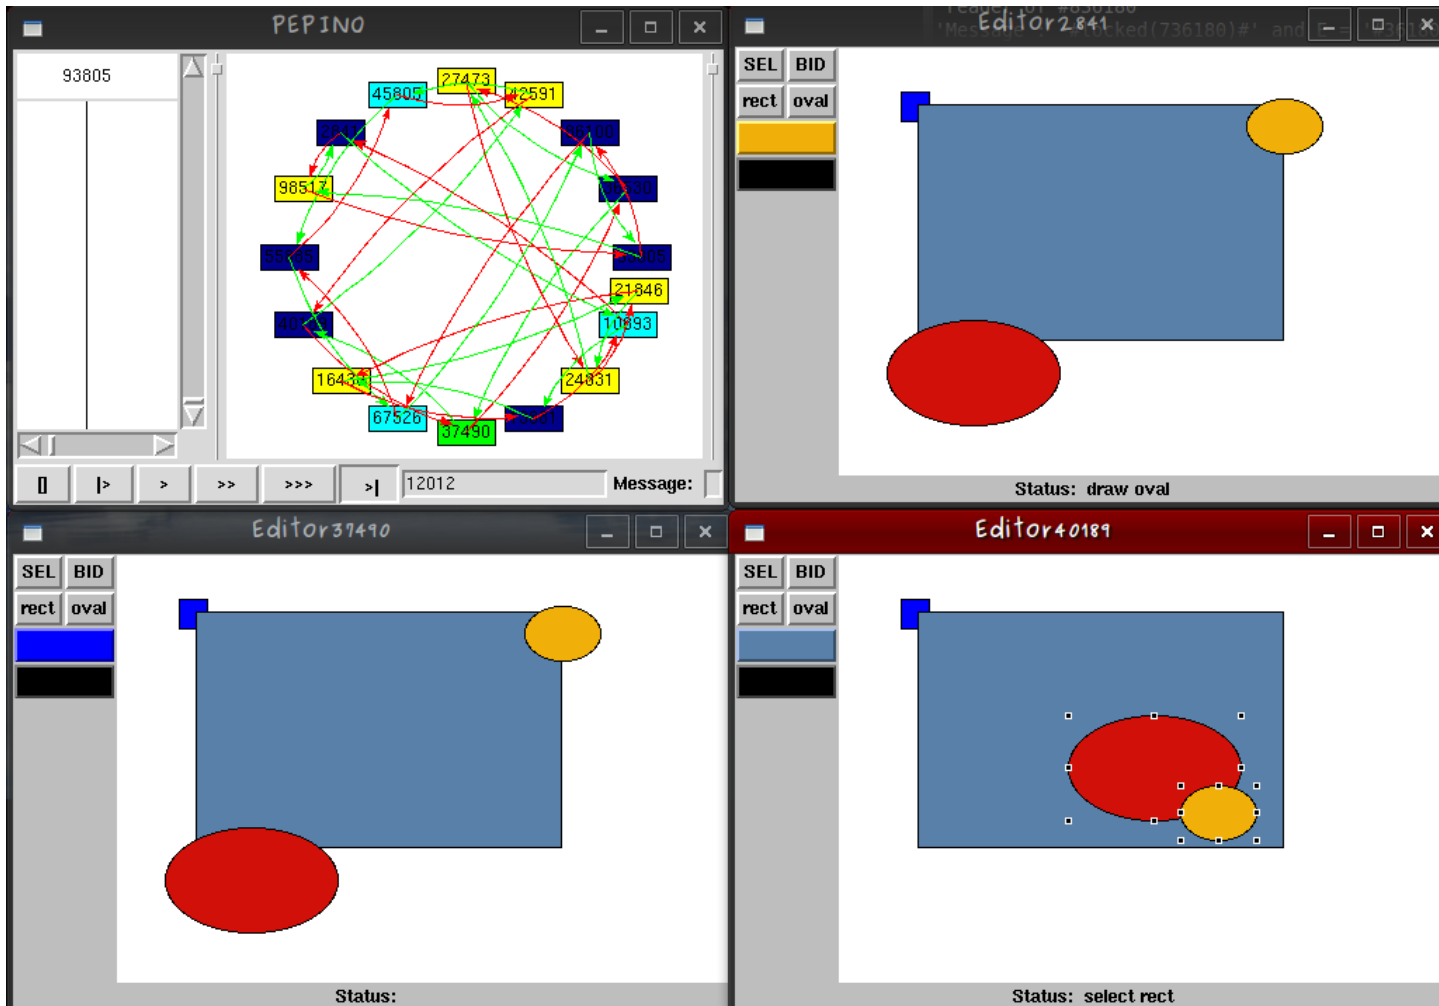 PEPINO
93805
27473
45805
42591
98517
21846
10893
24831
67526
37490
[]
|>
>
>>
>>>
>|
12012
Message:
Editor2841
SEL BID
rect oval
Status: draw oval
Editor37490
SEL BID
rect oval
Status:
Editor40189
SEL BID
rect oval
Status: select rect